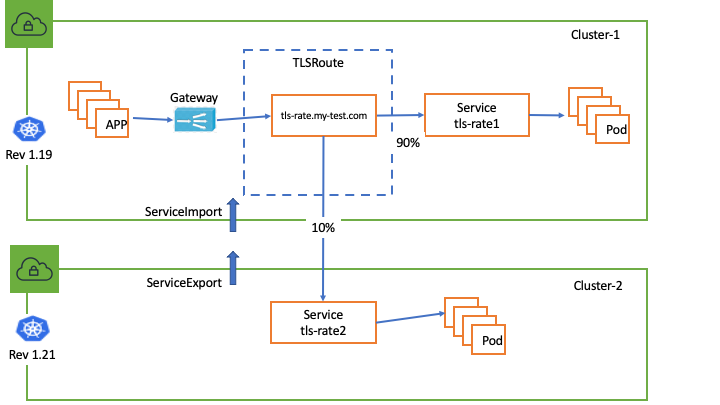 Cluster-1
TLSRoute
Gateway
APP
tls-rate.my-test.com
Service
tls-rate1
Pod
90%
Rev 1.19
ServiceImport
10%
ServiceExport
Cluster-2
Service
tls-rate2
Pod
Rev 1.21